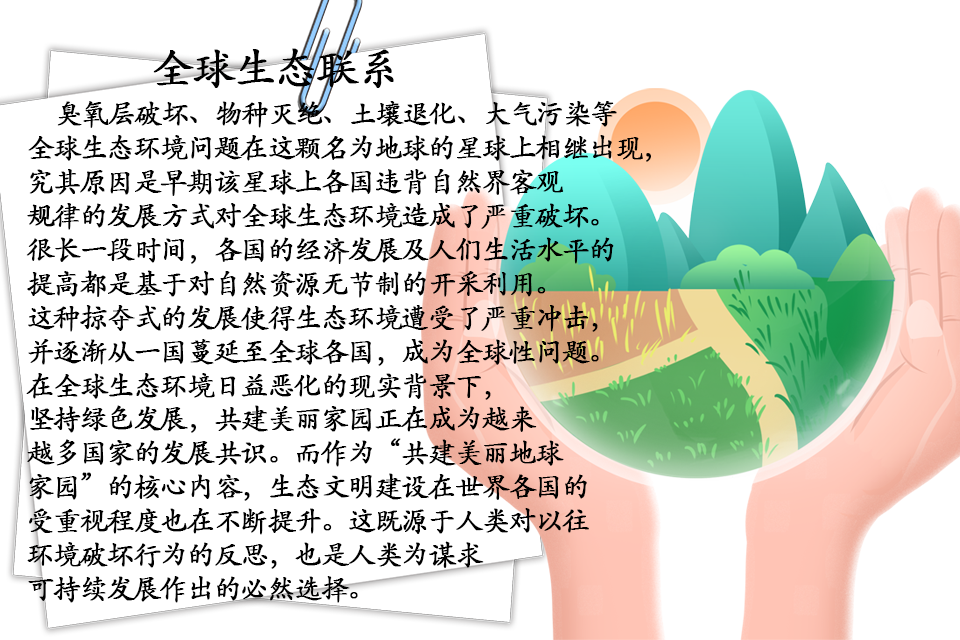 全球生态联系
臭氧层破坏、物种灭绝、土壤退化、大气污染等
全球生态环境问题在这颗名为地球的星球上相继出现，
究其原因是早期该星球上各国违背自然界客观
规律的发展方式对全球生态环境造成了严重破坏。
很长一段时间，各国的经济发展及人们生活水平的
提高都是基于对自然资源无节制的开采利用。
这种掠夺式的发展使得生态环境遭受了严重冲击，
并逐渐从一国蔓延至全球各国，成为全球性问题。
在全球生态环境日益恶化的现实背景下，
坚持绿色发展，共建美丽家园正在成为越来
越多国家的发展共识。而作为“共建美丽地球
家园”的核心内容，生态文明建设在世界各国的
受重视程度也在不断提升。这既源于人类对以往
环境破坏行为的反思，也是人类为谋求
可持续发展作出的必然选择。